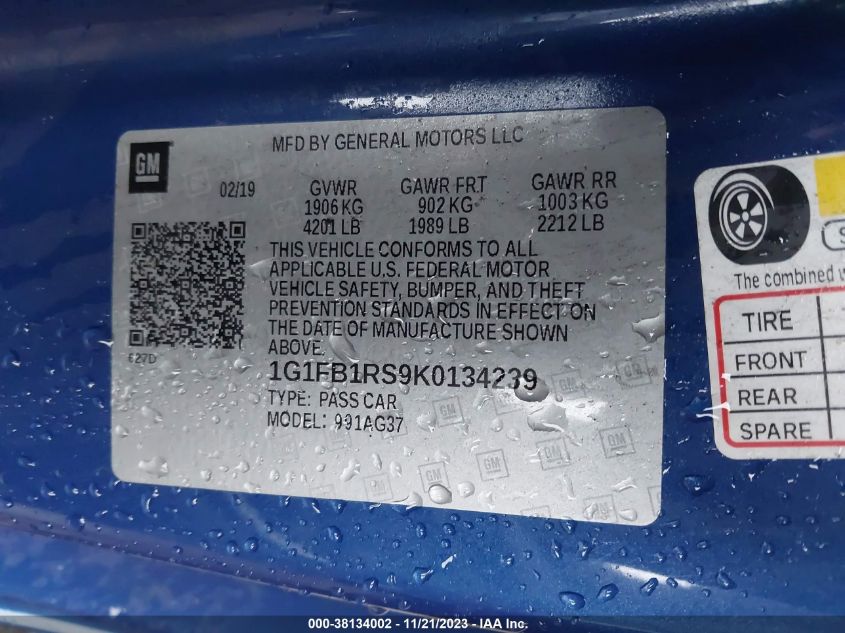 MFD BY GENERAL MOTORS LLC
GM
02/19 GVWR GAWR FRT GAWR RR
1906 KG 902 KG 1003 KG
4201 LB 1989 LB 2212 LB
THIS VEHICLE CONFORMS TO ALL
APPLICABLE U.S. FEDERAL MOTOR
VEHICLE SAFETY, BUMPER, AND THEFT
PREVENTION STANDARDS IN EFFECT ON
THE DATE OF MANUFACTURE SHOWN
ABOVE.
627D
1G1FB1RS9K0134239
TYPE: PASS CAR
MODEL: 991AG37
The combined
TIRE
FRONT
REAR
SPARE
000-38134002 - 11/21/2023 - IAA Inc.